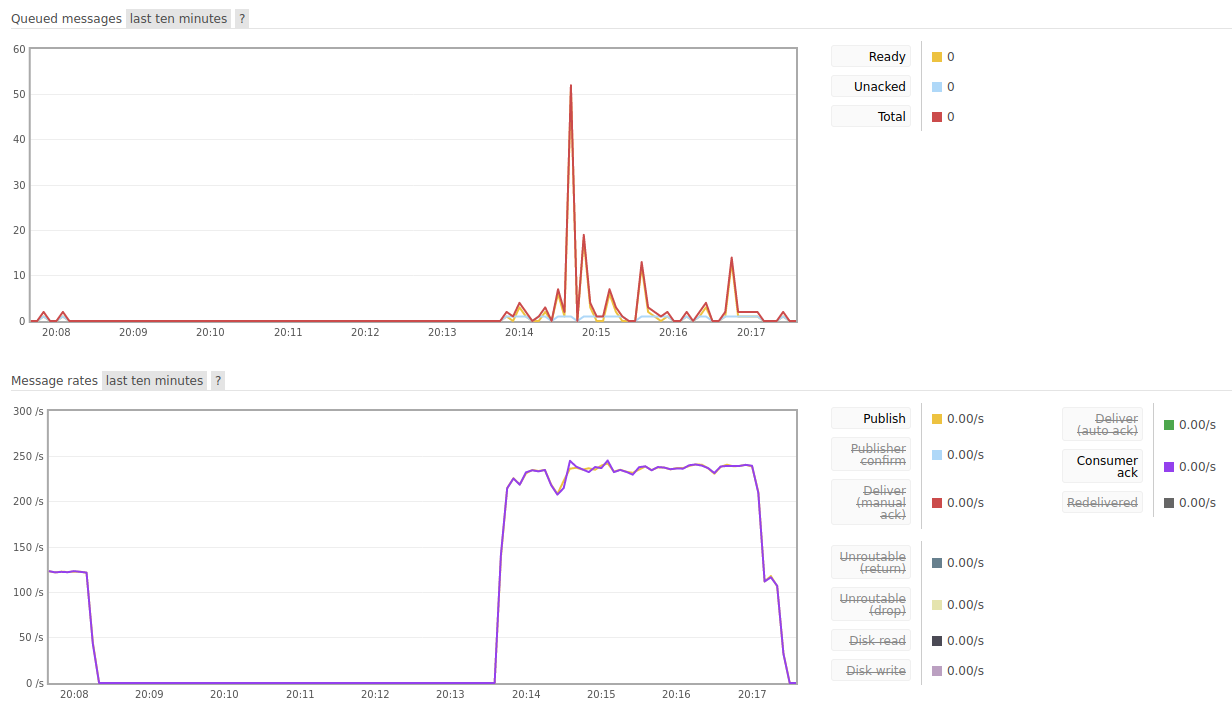 Queued messages last ten minutes ?
60
50
40
30
20
10
0
20:08 20:09 20:10 20:11 20:12 20:13 20:14 20:15 20:16 20:17
Ready 0
Unacked 0
Total 0
Message rates last ten minutes ?
300 /s
250 /s
200 /s
150 /s
100 /s
50 /s
0 /s
20:08 20:09 20:10 20:11 20:12 20:13 20:14 20:15 20:16 20:17
Publish 0.00/s
Publisher
confirm 0.00/s
Deliver
(manual
ack) 0.00/s
Unroutable
(return) 0.00/s
Unroutable
(drop) 0.00/s
Disk read 0.00/s
Disk write 0.00/s
Deliver
(auto ack) 0.00/s
Consumer
ack 0.00/s
Redelivered 0.00/s